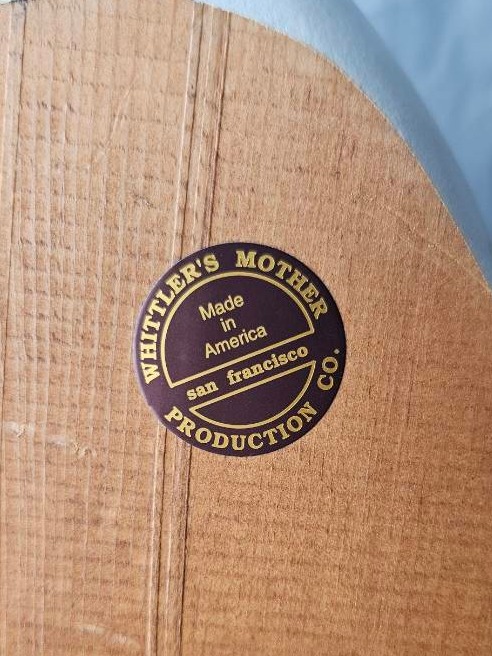 WHITTLER'S MOTHER
Made
in
America
san francisco
PRODUCTION CO.